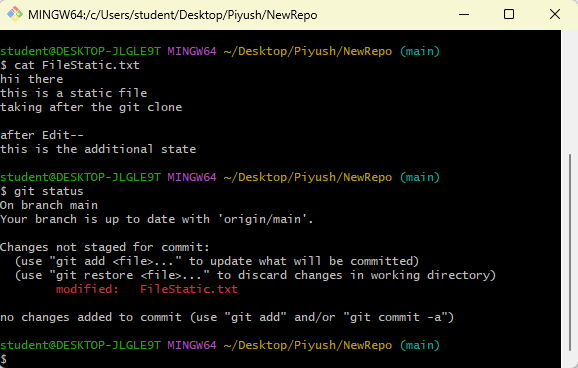 MINGW64:/c/Users/student/Desktop/Piyush/NewRepo
student@DESKTOP-JLGLE9T MINGW64 ~/Desktop/Piyush/NewRepo (main)
$ cat FileStatic.txt
hii there
this is a static file
taking after the git clone
after Edit--
this is the additional state
student@DESKTOP-JLGLE9T MINGW64 ~/Desktop/Piyush/NewRepo (main)
$ git status
On branch main
Your branch is up to date with 'origin/main'.
Changes not staged for commit:
(use "git add <file>..." to update what will be committed)
(use "git restore <file>..." to discard changes in working directory)
modified:   FileStatic.txt
no changes added to commit (use "git add" and/or "git commit -a")
student@DESKTOP-JLGLE9T MINGW64 ~/Desktop/Piyush/NewRepo (main)
$